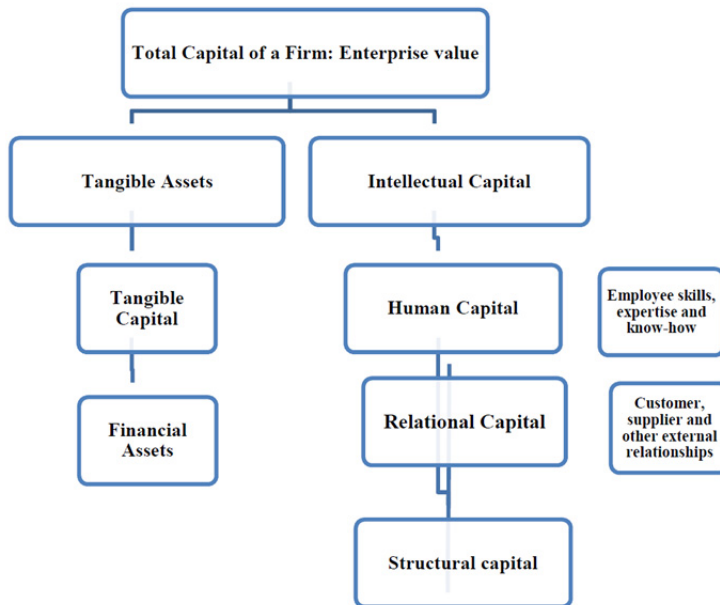 Total Capital of a Firm: Enterprise value
Tangible Assets
Intellectual Capital
Tangible
Capital
Human Capital
Employee skills,
expertise and
know-how
Financial
Assets
Relational Capital
Customer,
supplier and
other external
relationships
Structural capital